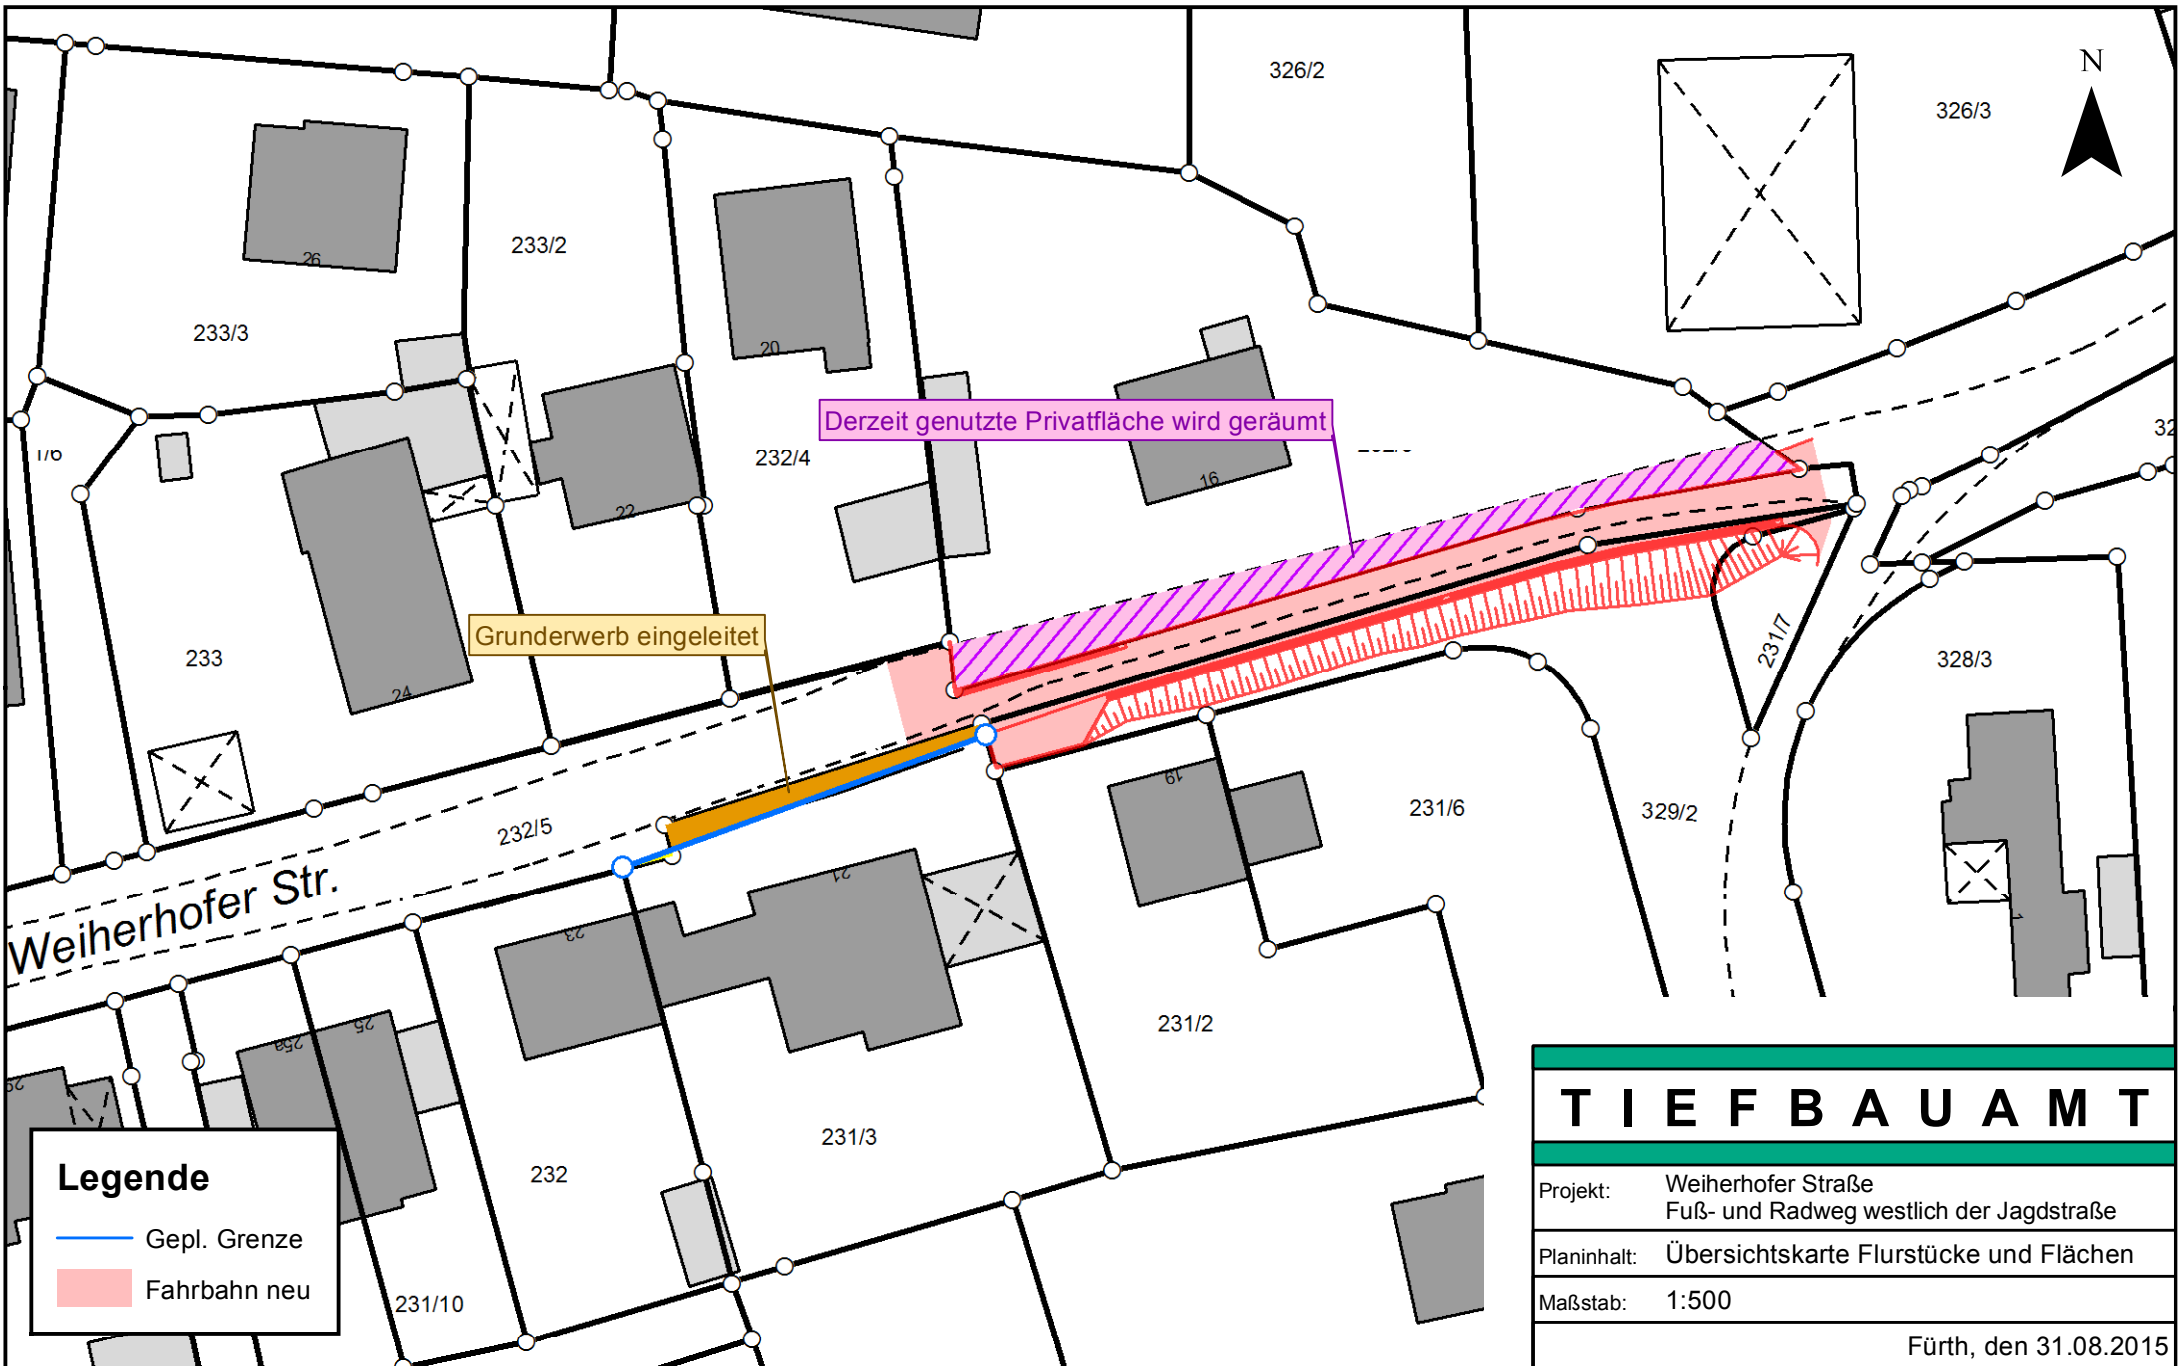 326/2
N
326/3
233/2
26
233/3
20
Derzeit genutzte Privatfläche wird geräumt
232/4
16
22
Grunderwerb eingeleitet
233
24
231/7
328/3
19
231/6
329/2
232/5
Weiherhofer Str.
21
23
25
25a
231/2
1
231/3
232
231/10
Legende
Gepl. Grenze
Fahrbahn neu
TIEFBAUAMT
Projekt: Weiherhofer Straße
Fuß- und Radweg westlich der Jagdstraße
Planinhalt: Übersichtskarte Flurstücke und Flächen
Maßstab: 1:500
Fürth, den 31.08.2015